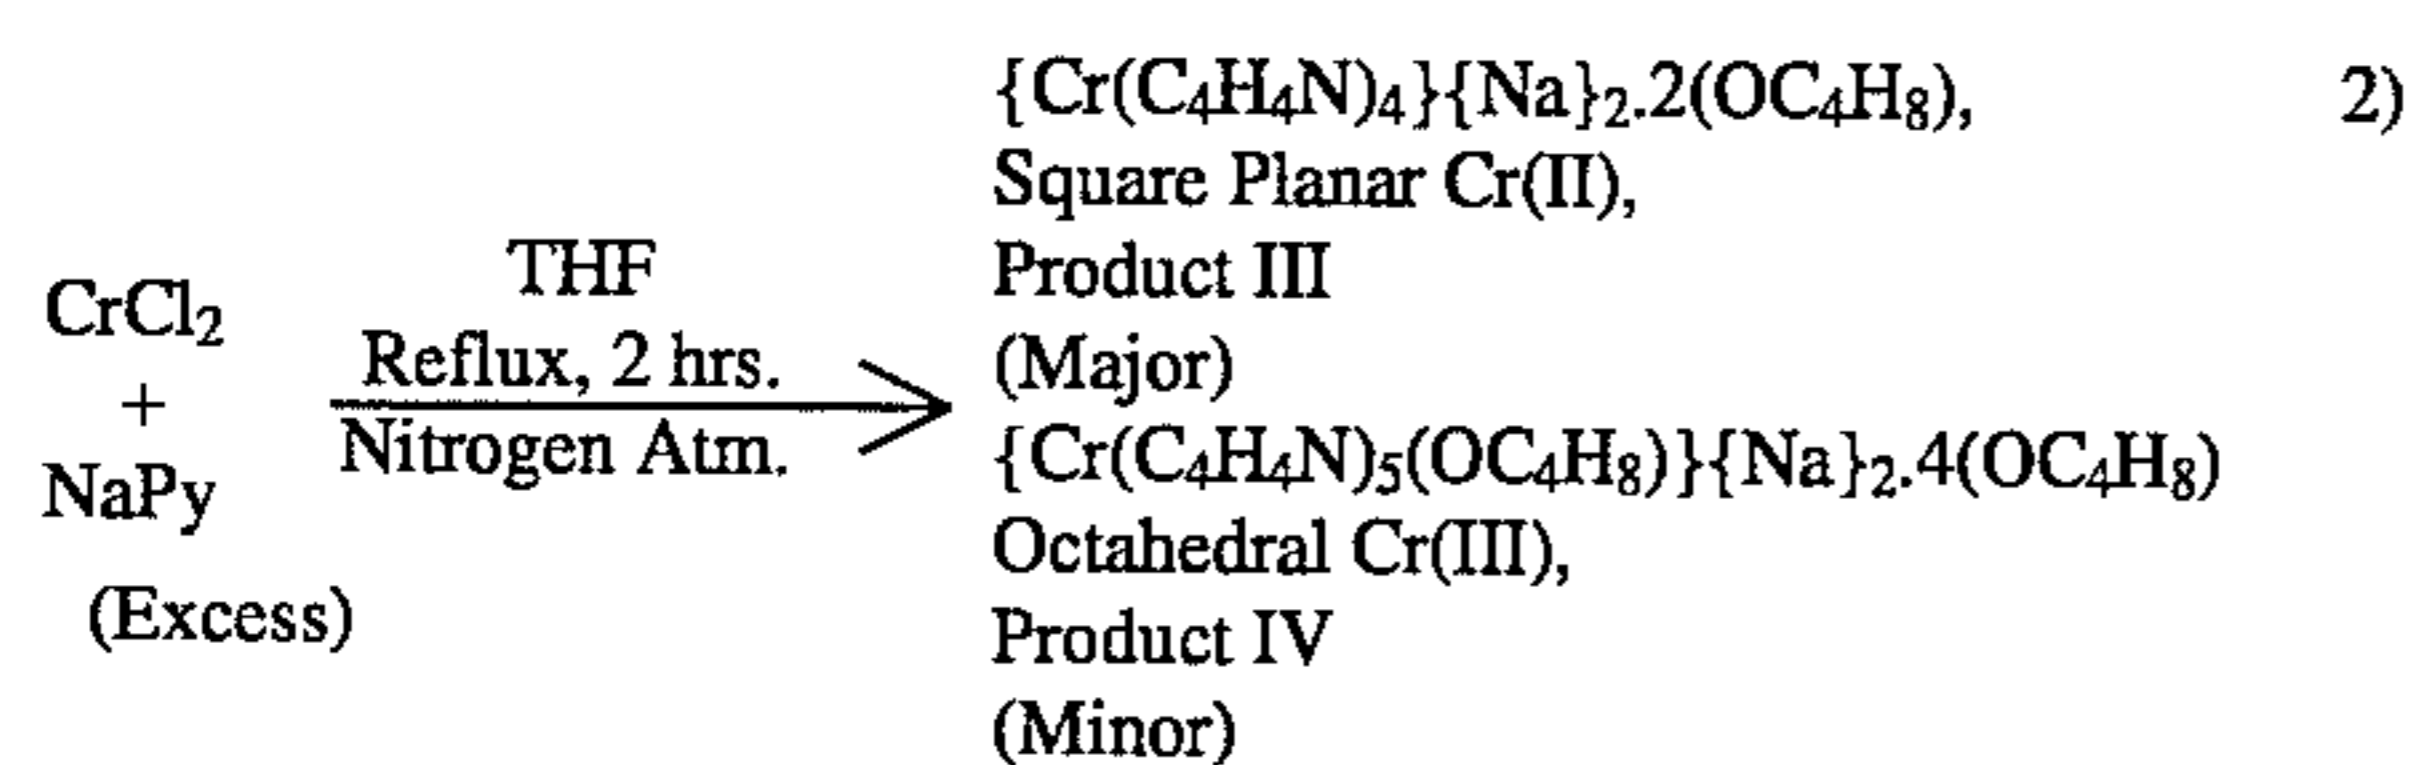 {Cr(C₄H₄N)₄}{Na}₂.2(OC₄H₈), 2)
Square Planar Cr(II),
Product III
(Major)
CrCl₂
+
NaPy
(Excess)
THF
Reflux, 2 hrs.
Nitrogen Atm.
{Cr(C₄H₄N)₅(OC₄H₈)}{Na}₂.4(OC₄H₈)
Octahedral Cr(III),
Product IV
(Minor)